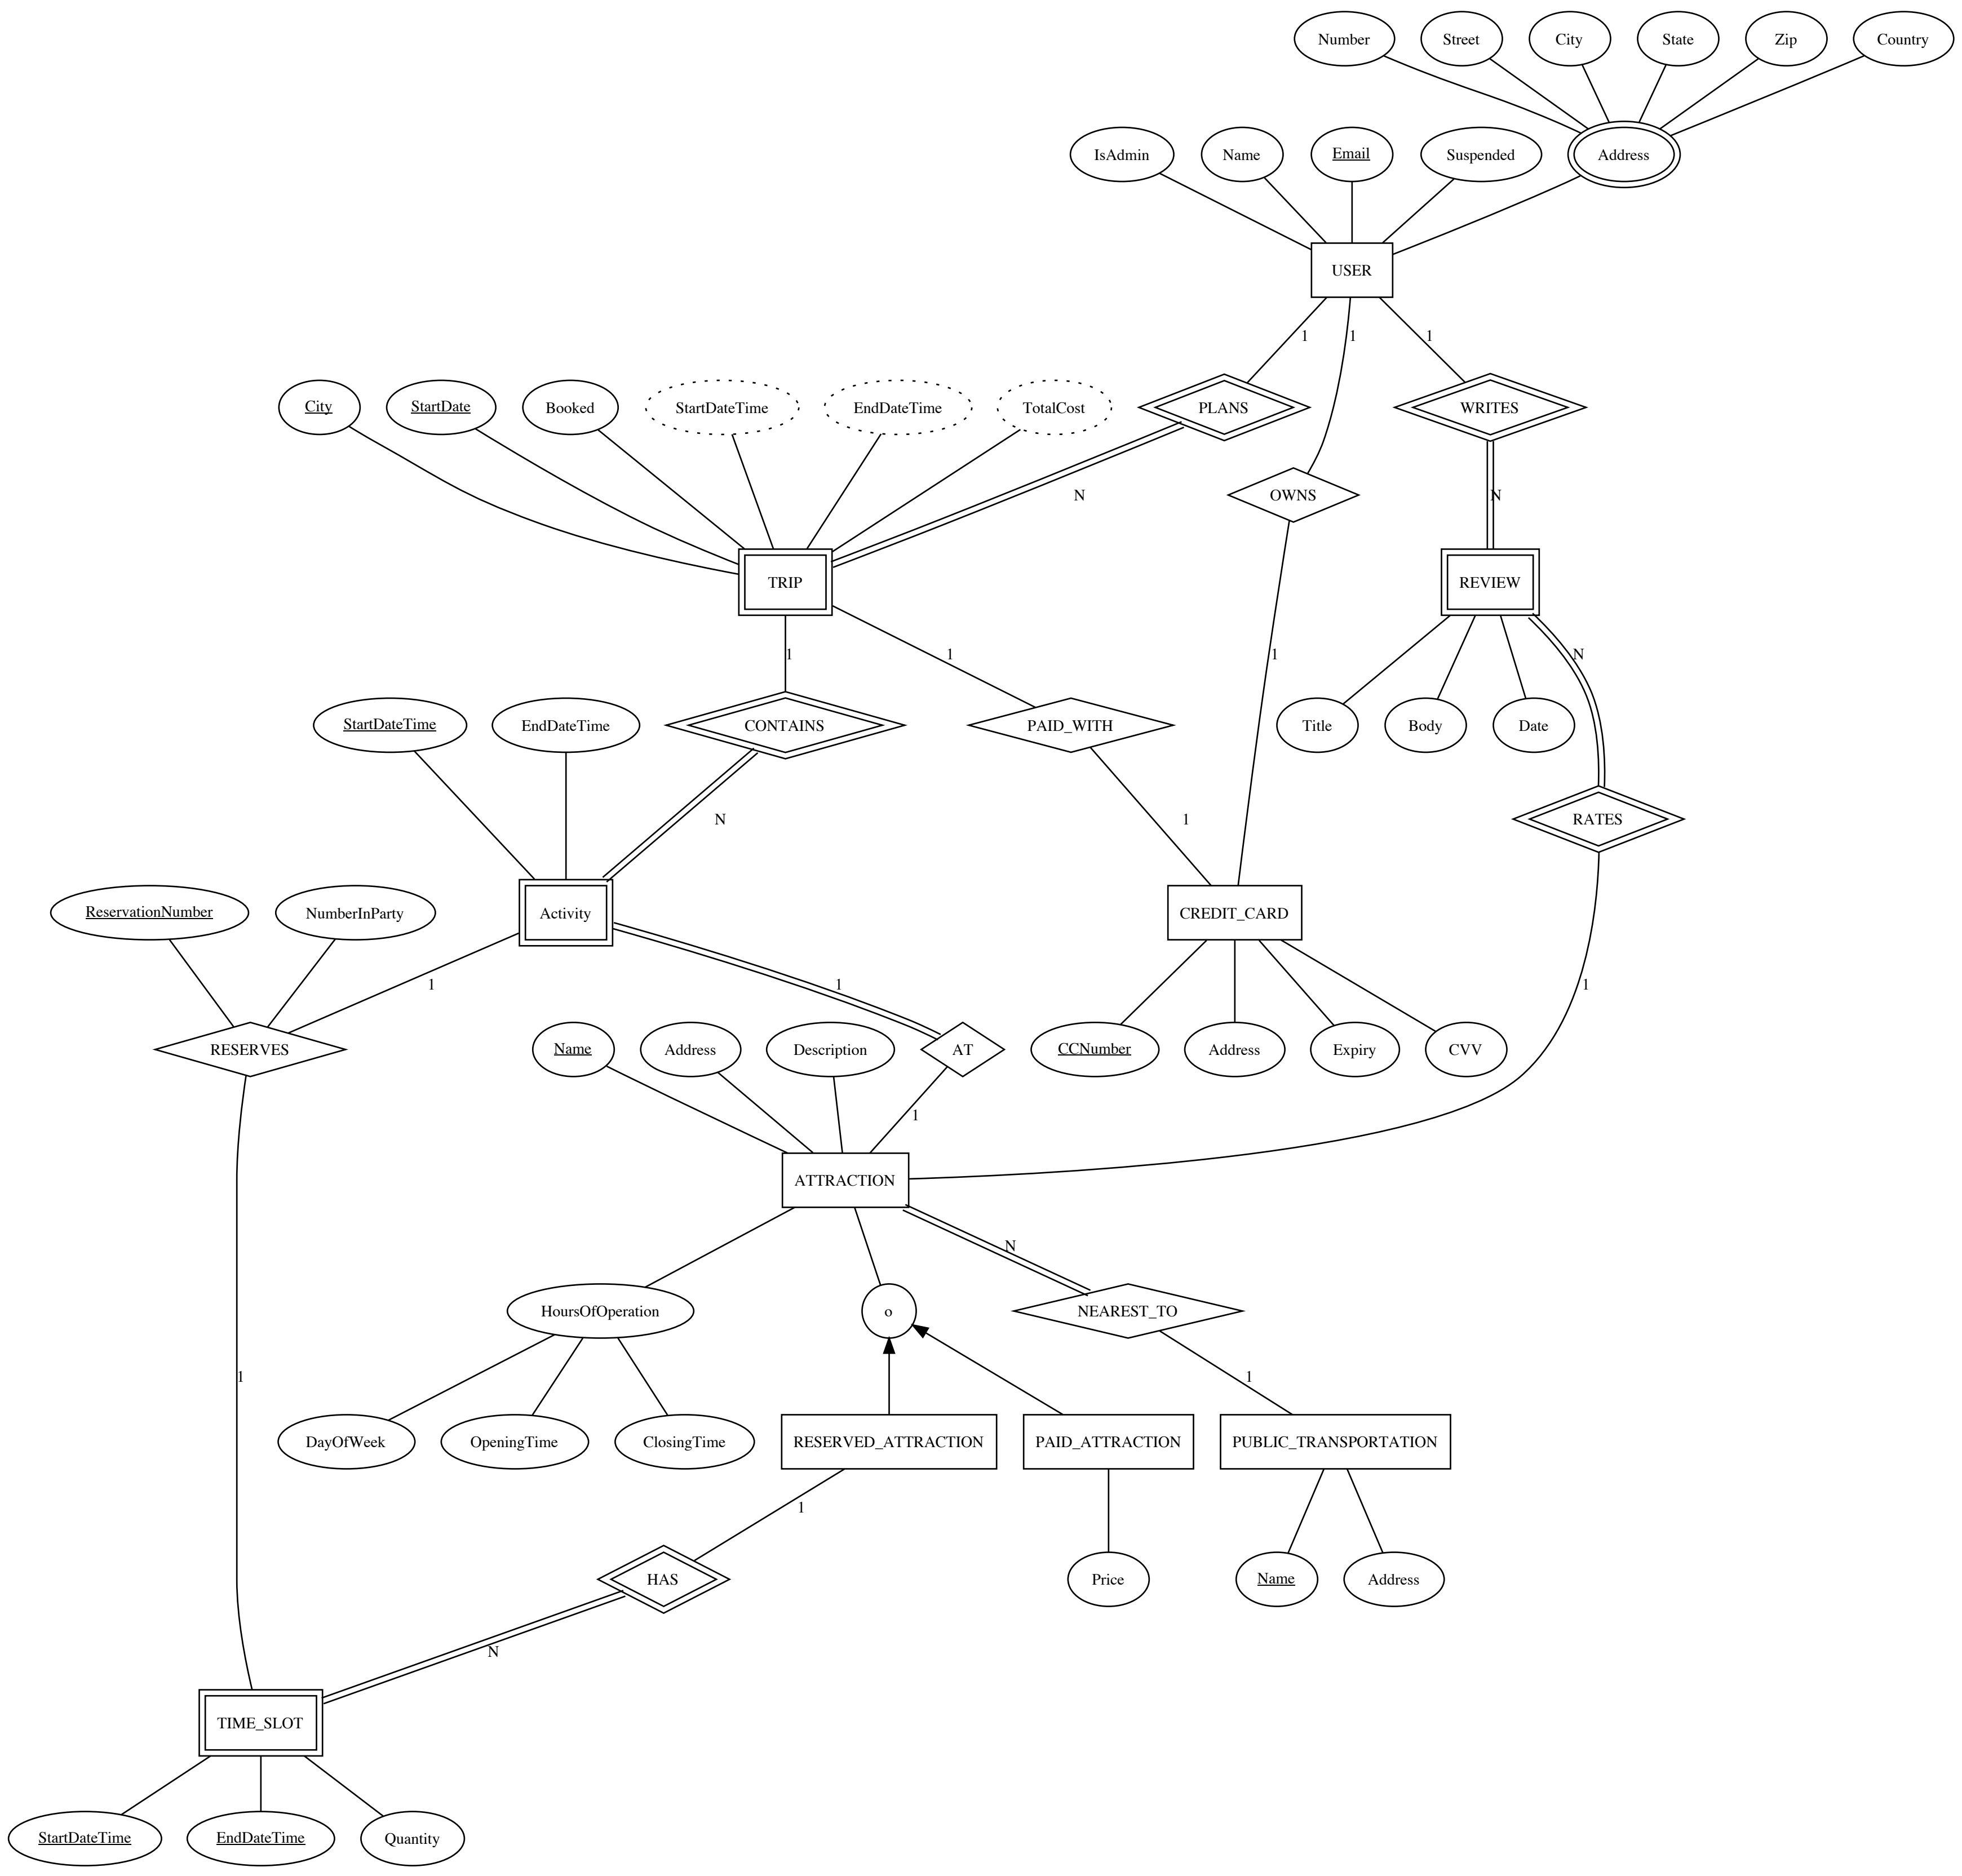 Number
Street
City
State
Zip
Country
IsAdmin
Name
Email
Suspended
Address
USER
1
1
1
City
StartDate
Booked
StartDateTime
EndDateTime
TotalCost
PLANS
WRITES
N
OWNS
N
TRIP
REVIEW
1
1
1
N
StartDateTime
EndDateTime
CONTAINS
PAID_WITH
Title
Body
Date
N
1
RATES
ReservationNumber
NumberInParty
Activity
CREDIT_CARD
1
1
1
RESERVES
Name
Address
Description
AT
CCNumber
Address
Expiry
CVV
1
ATTRACTION
N
HoursOfOperation
o
NEAREST_TO
1
1
DayOfWeek
OpeningTime
ClosingTime
RESERVED_ATTRACTION
PAID_ATTRACTION
PUBLIC_TRANSPORTATION
1
HAS
Price
Name
Address
N
TIME_SLOT
StartDateTime
EndDateTime
Quantity